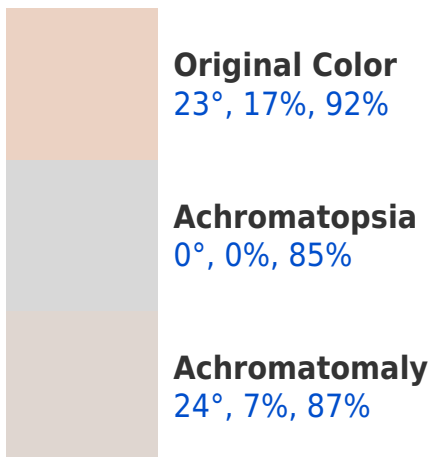 Original Color
23°, 17%, 92%
Achromatopsia
0°, 0%, 85%
Achromatomaly
24°, 7%, 87%